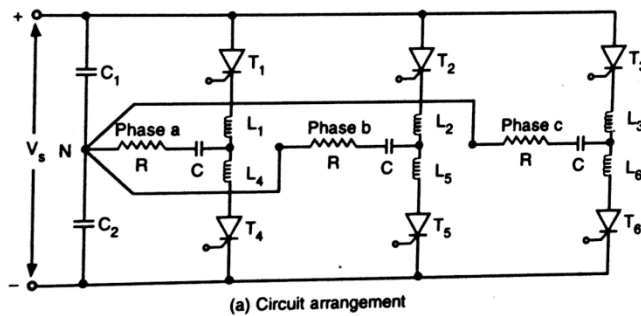 +
T₁ T₂ T₃
C₁
L₁ L₂ L₃
Phase a Phase b Phase c
Vₛ N
R C R C R C
L₄ L₅ L₆
C₂
T₄ T₅ T₆
−
(a) Circuit arrangement